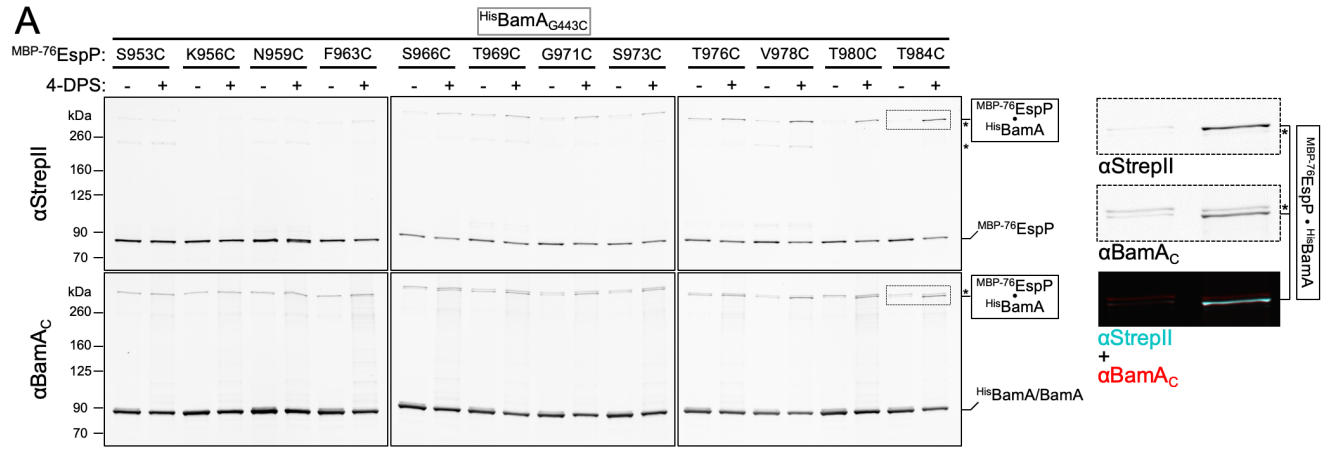 A
HisBamAG443C
MBP-76EspP: S953C K956C N959C F963C S966C T969C G971C S973C T976C V978C T980C T984C
4-DPS: - + - + - + - + - + - + - + - + - + - + - + - +
αStrepII
kDa
260
160
125
90
70
MBP-76EspP
•
HisBamA
*
*
MBP-76EspP
αBamAC
kDa
260
160
125
90
70
*
MBP-76EspP
•
HisBamA
HisBamA/BamA
*
αStrepII
*
αBamAC
MBP-76EspP • HisBamA
αStrepII
+
αBamAC